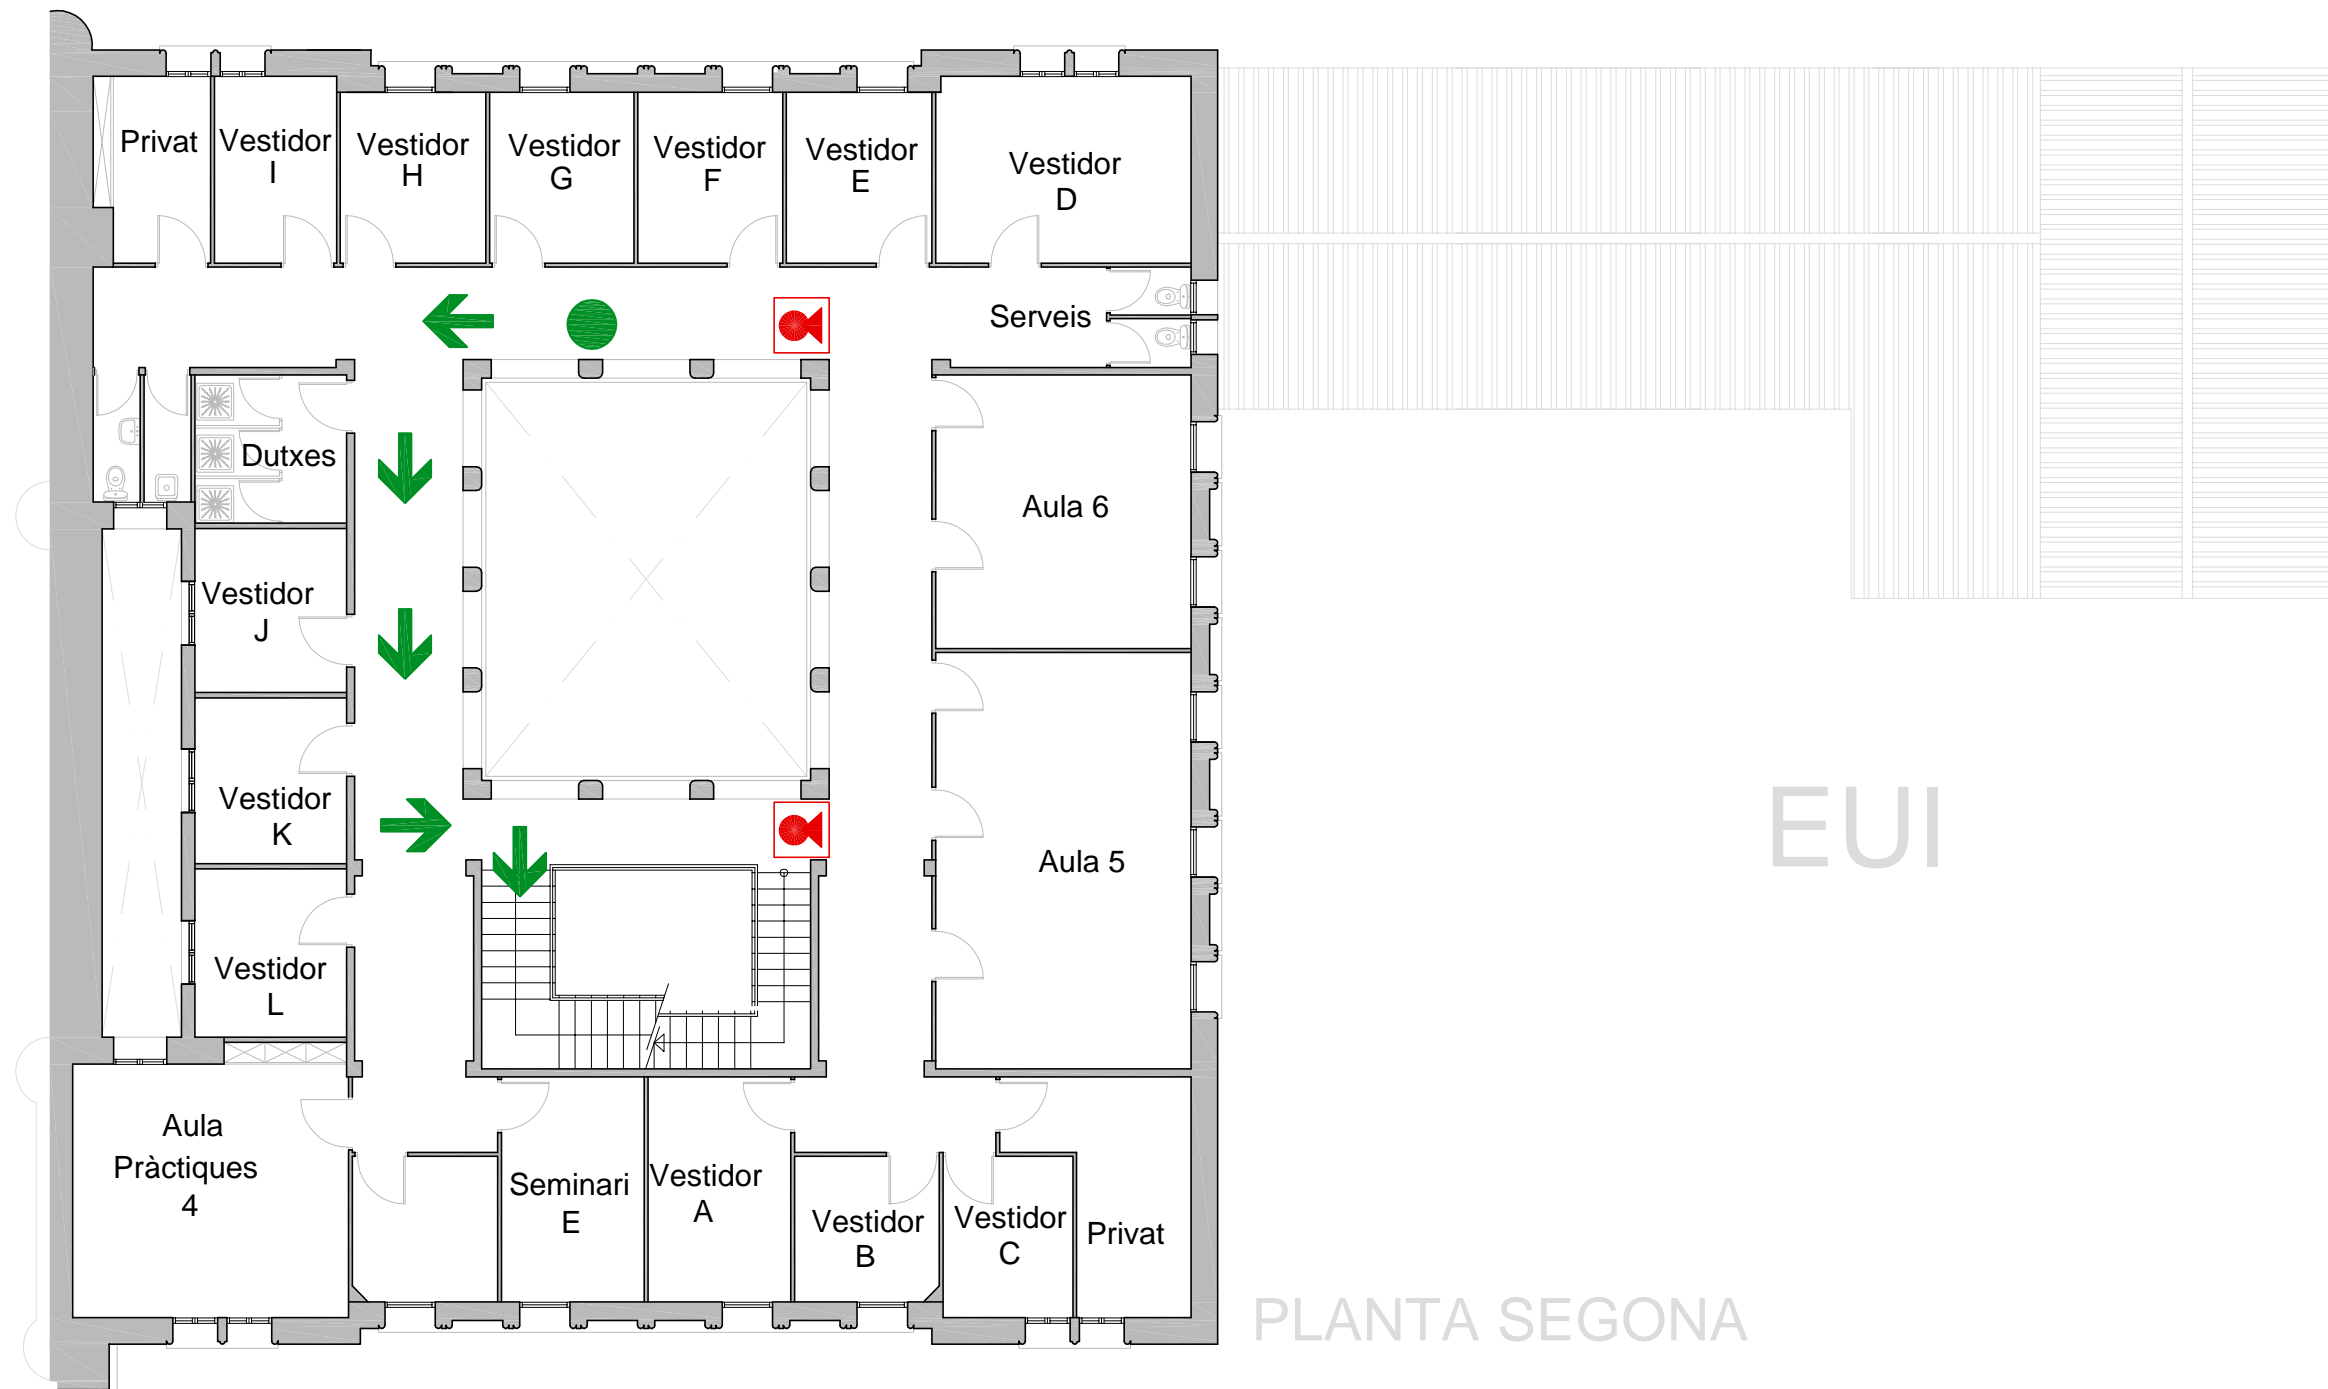 Privat
Vestidor
I
Vestidor
H
Vestidor
G
Vestidor
F
Vestidor
E
Vestidor
D
Serveis
Dutxes
Aula 6
Vestidor
J
Vestidor
K
Aula 5
EUI
Vestidor
L
Aula
Pràctiques
4
Seminari
E
Vestidor
A
Vestidor
B
Vestidor
C
Privat
PLANTA SEGONA